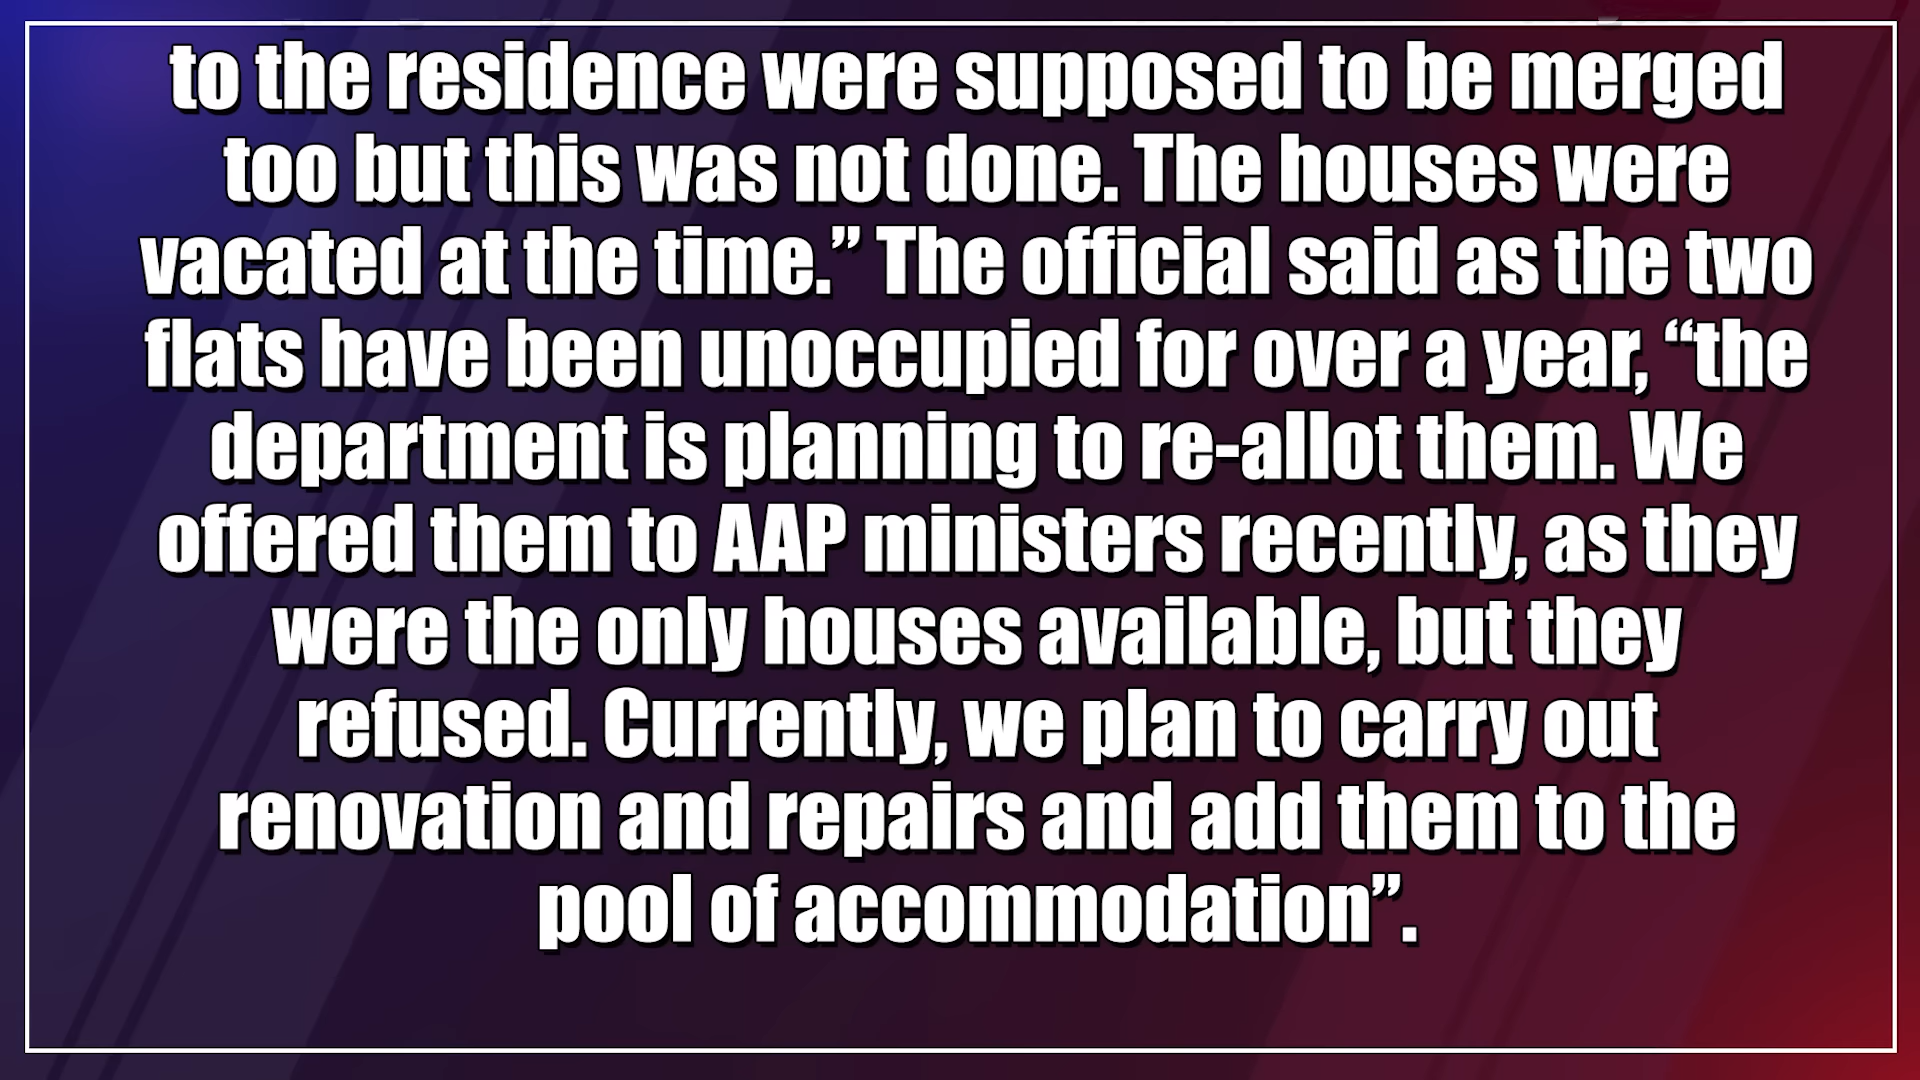 to the residence were supposed to be merged
too but this was not done. The houses were
vacated at the time.” The official said as the two
flats have been unoccupied for over a year, “the
department is planning to re-allot them. We
offered them to AAP ministers recently, as they
were the only houses available, but they
refused. Currently, we plan to carry out
renovation and repairs and add them to the
pool of accommodation”.